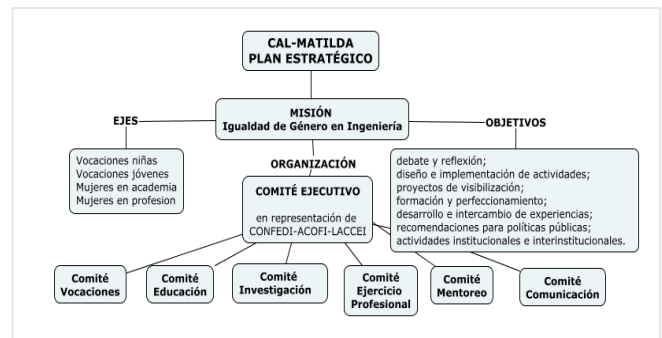 CAL-MATILDA
PLAN ESTRATÉGICO
MISIÓN
Igualdad de Género en Ingeniería
EJES
OBJETIVOS
Vocaciones niñas
Vocaciones jóvenes
Mujeres en academia
Mujeres en profesion
ORGANIZACIÓN
COMITÉ EJECUTIVO
en representación de
CONFEDI-ACOFI-LACCEI
debate y reflexión;
diseño e implementación de actividades;
proyectos de visibilización;
formación y perfeccionamiento;
desarrollo e intercambio de experiencias;
recomendaciones para políticas públicas;
actividades institucionales e interinstitucionales.
Comité
Vocaciones
Comité
Educación
Comité
Investigación
Comité
Ejercicio
Profesional
Comité
Mentoreo
Comité
Comunicación